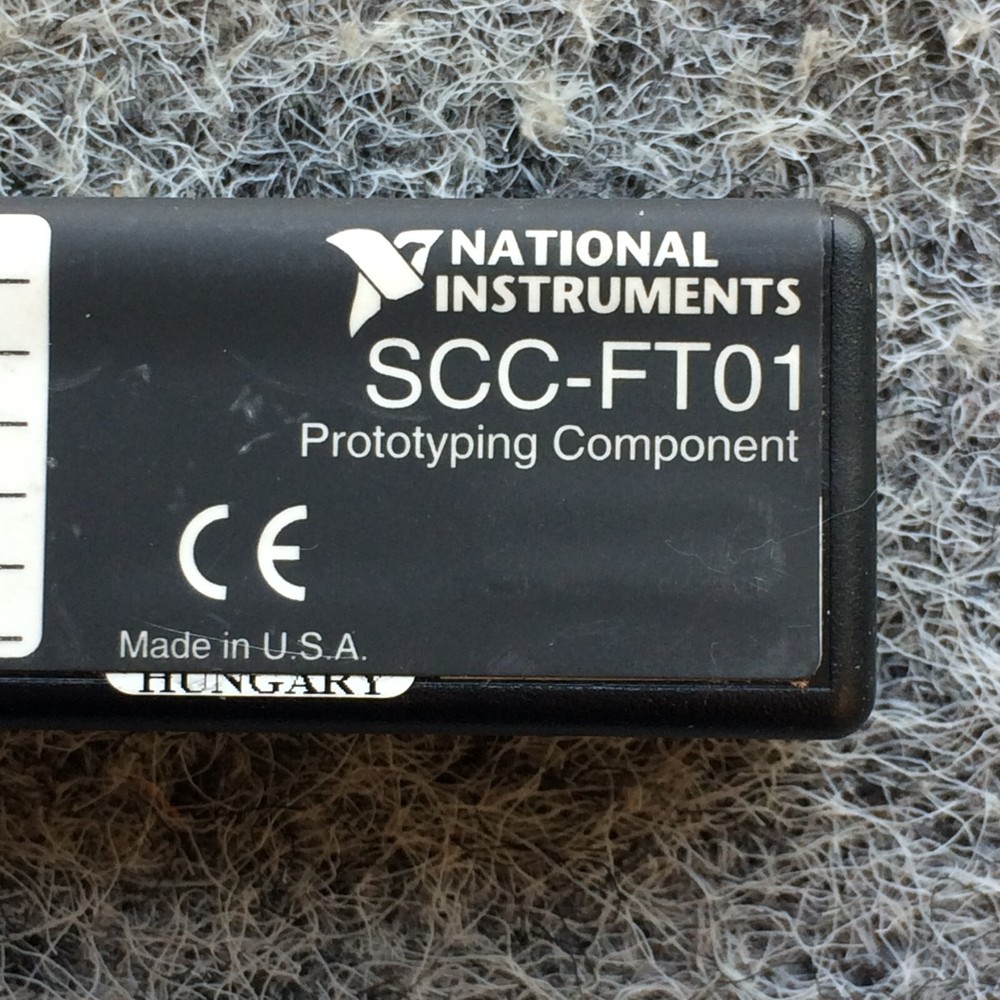 NATIONAL
INSTRUMENTS
SCC-FT01
Prototyping Component
CE
Made in U.S.A.
HUNGARY